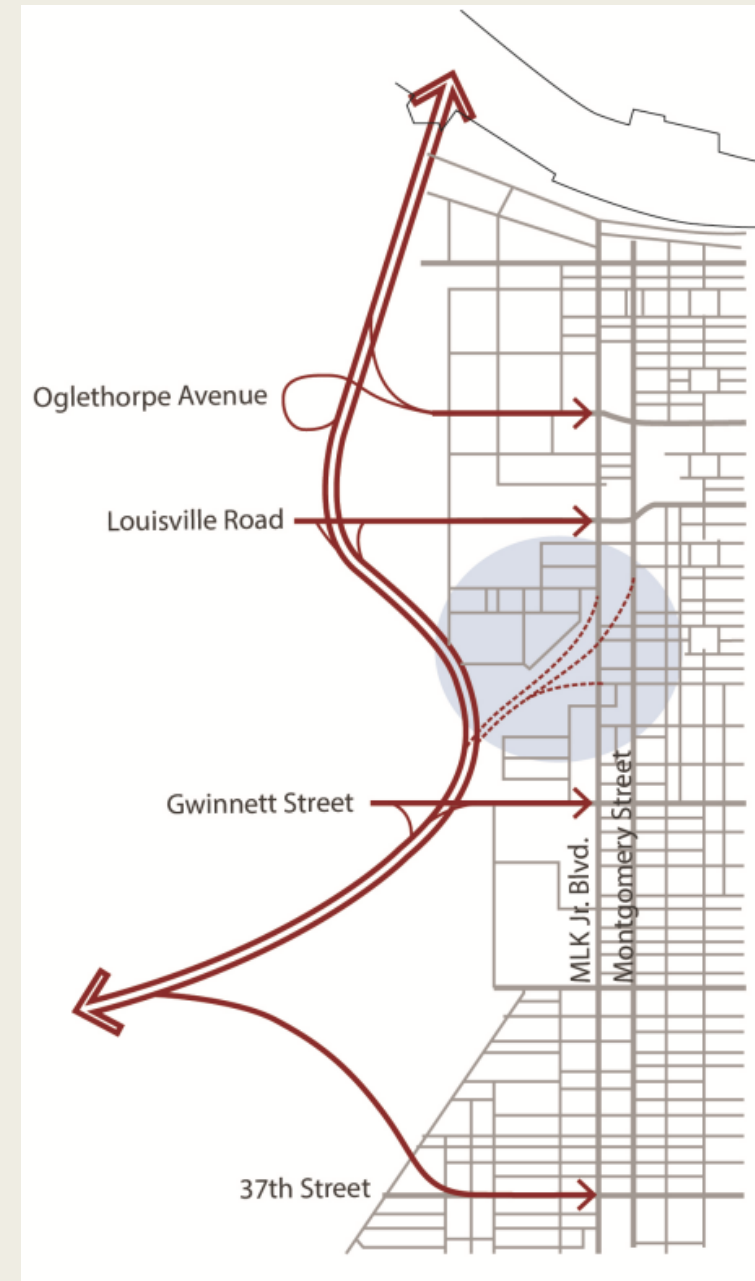 Oglethorpe Avenue
Louisville Road
Gwinnett Street
MLK Jr. Blvd.
Montgomery Street
37th Street